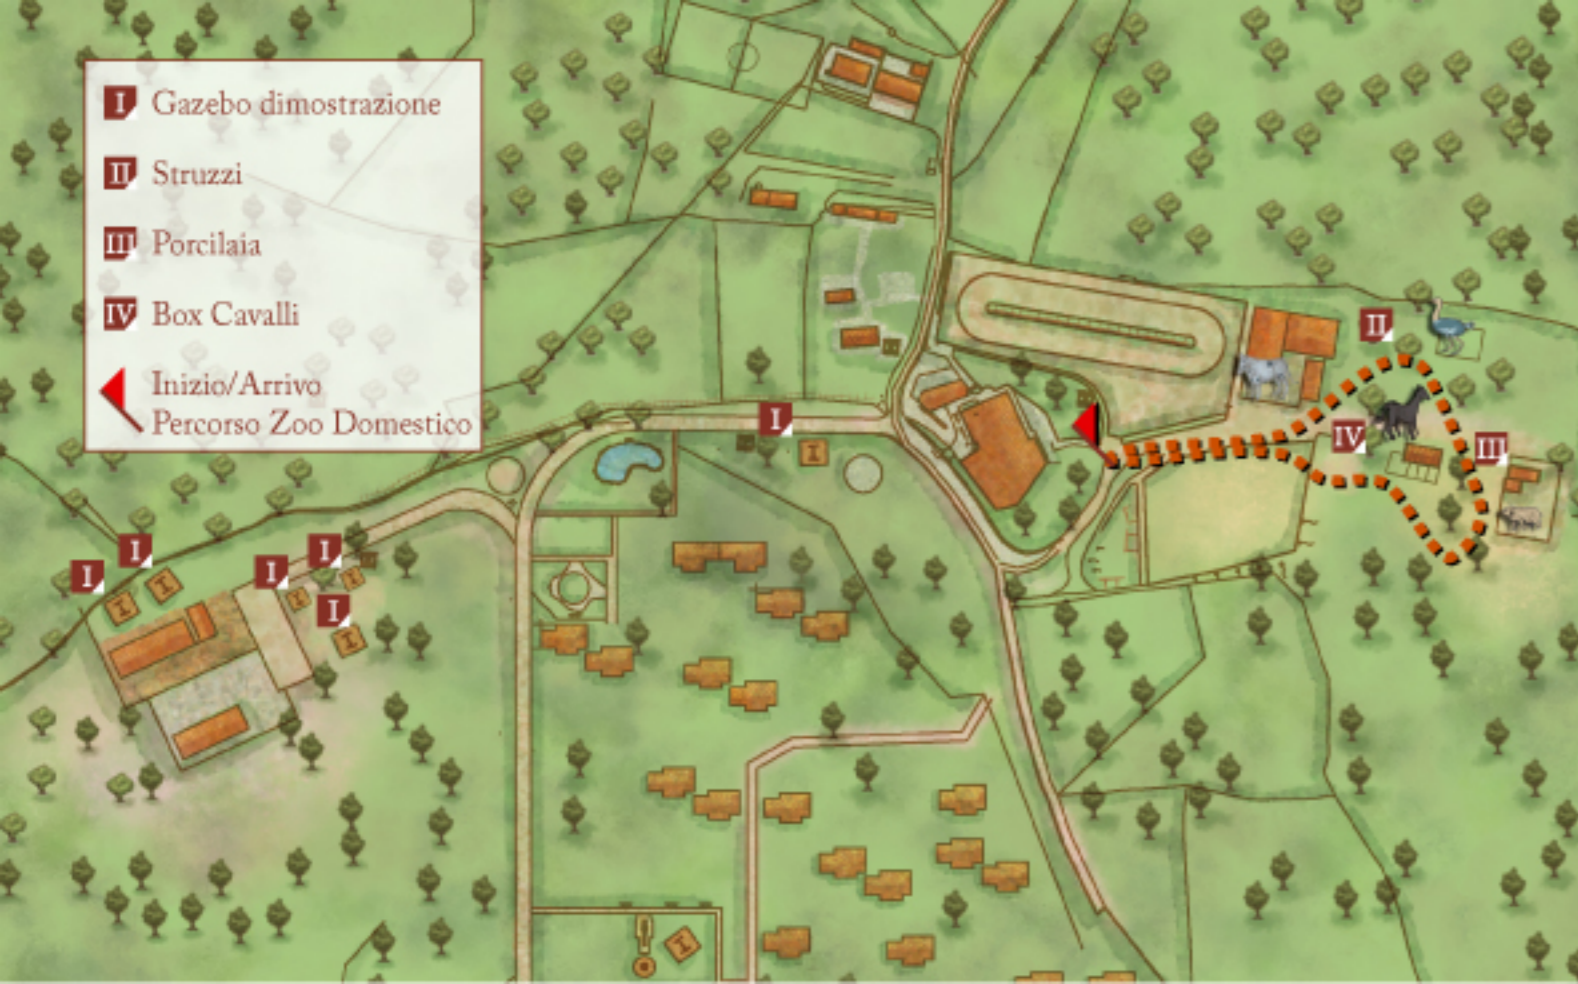 I Gazebo dimostrazione
II Struzzi
III Porcilaia
IV Box Cavalli
Inizio/Arrivo
Percorso Zoo Domestico
II
I
IV
III
I
I
I
I
I